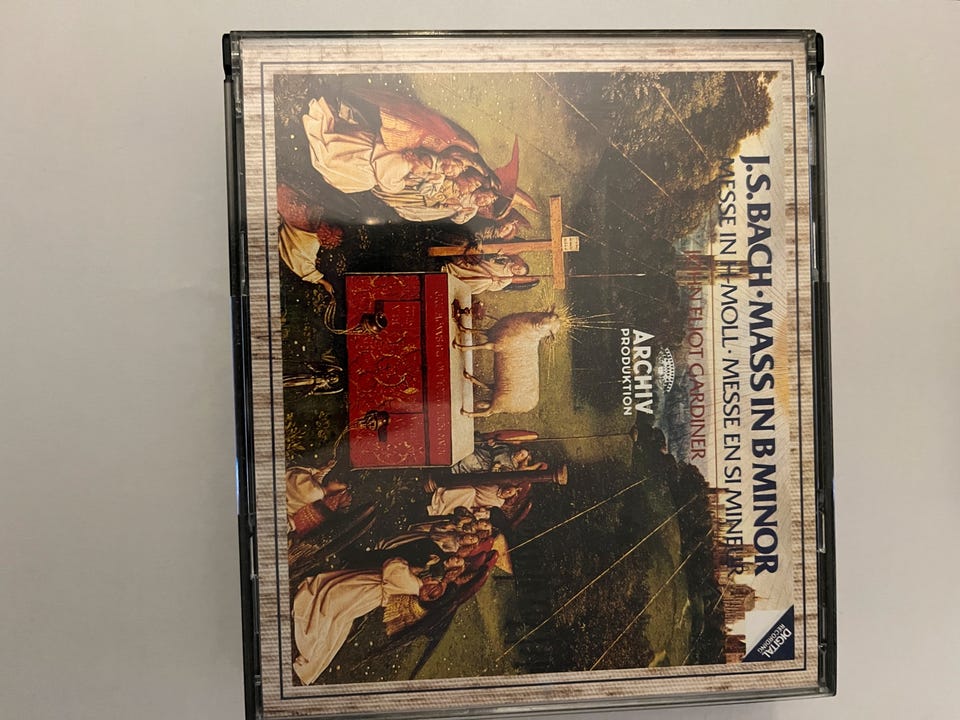 J.S. BACH · MASS IN B MINOR
MESSE IN H-MOLL · MESSE EN SI MINEUR
JOHN ELIOT GARDINER
ARCHIV
PRODUKTION
DIGITAL
RECORDING